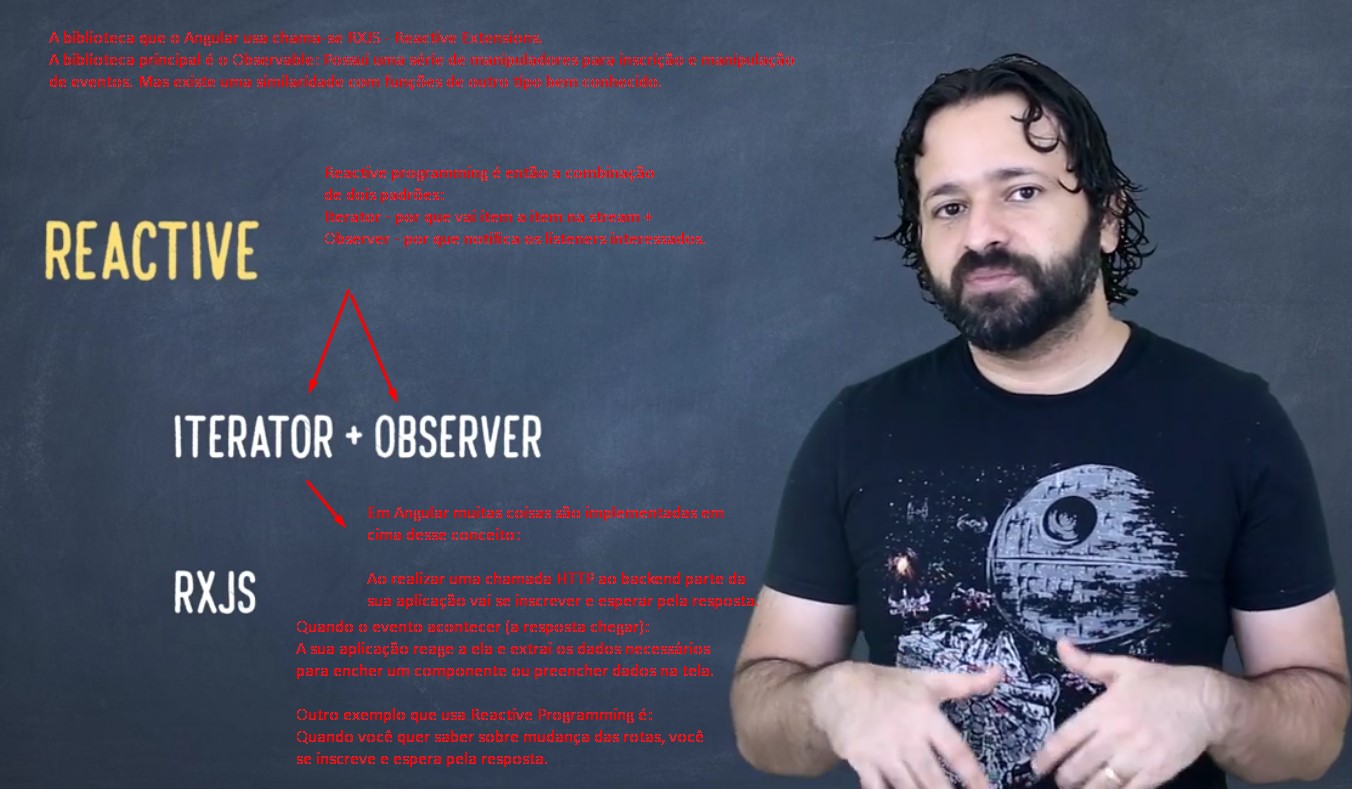 A biblioteca que o Angular usa chama se RXJS - Reactive Extensions.
A biblioteca principal é o Observable: Possui uma série de manipuladores para inscrição e manipulação
de eventos. Mas existe uma similaridade com funções de outro tipo bem conhecido.
Reactive programming é então a combinação
de dois padrões:
Iterator - por que vai item a item na stream +
Observer - por que notifica os listeners interessados.
REACTIVE
ITERATOR + OBSERVER
Em Angular muitas coisas são implementadas em
cima desse conceito:
Ao realizar uma chamada HTTP ao backend parte da
sua aplicação vai se inscrever e esperar pela resposta.
RXJS
Quando o evento acontecer (a resposta chegar):
A sua aplicação reage a ela e extraí os dados necessários
para encher um componente ou preencher dados na tela.
Outro exemplo que usa Reactive Programming é:
Quando você quer saber sobre mudança das rotas, você
se inscreve e espera pela resposta.